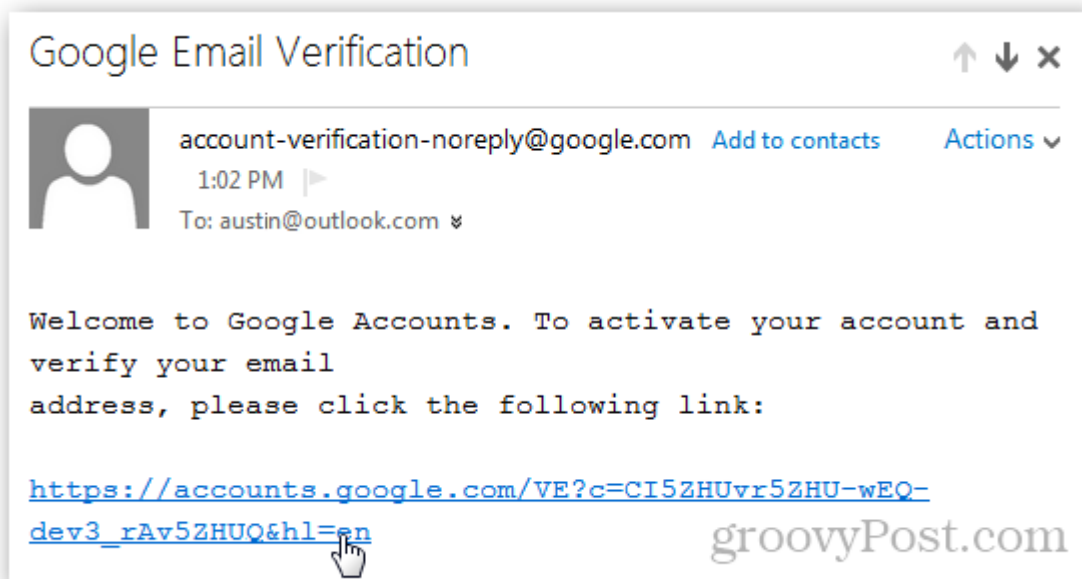 Google Email Verification
account-verification-noreply@google.com Add to contacts Actions
1:02 PM
To: austin@outlook.com
Welcome to Google Accounts. To activate your account and
verify your email
address, please click the following link:
https://accounts.google.com/VE?c=CI5ZHUvr5ZHU-wEQ-
dev3_rAv5ZHUQ&hl=en
groovyPost.com